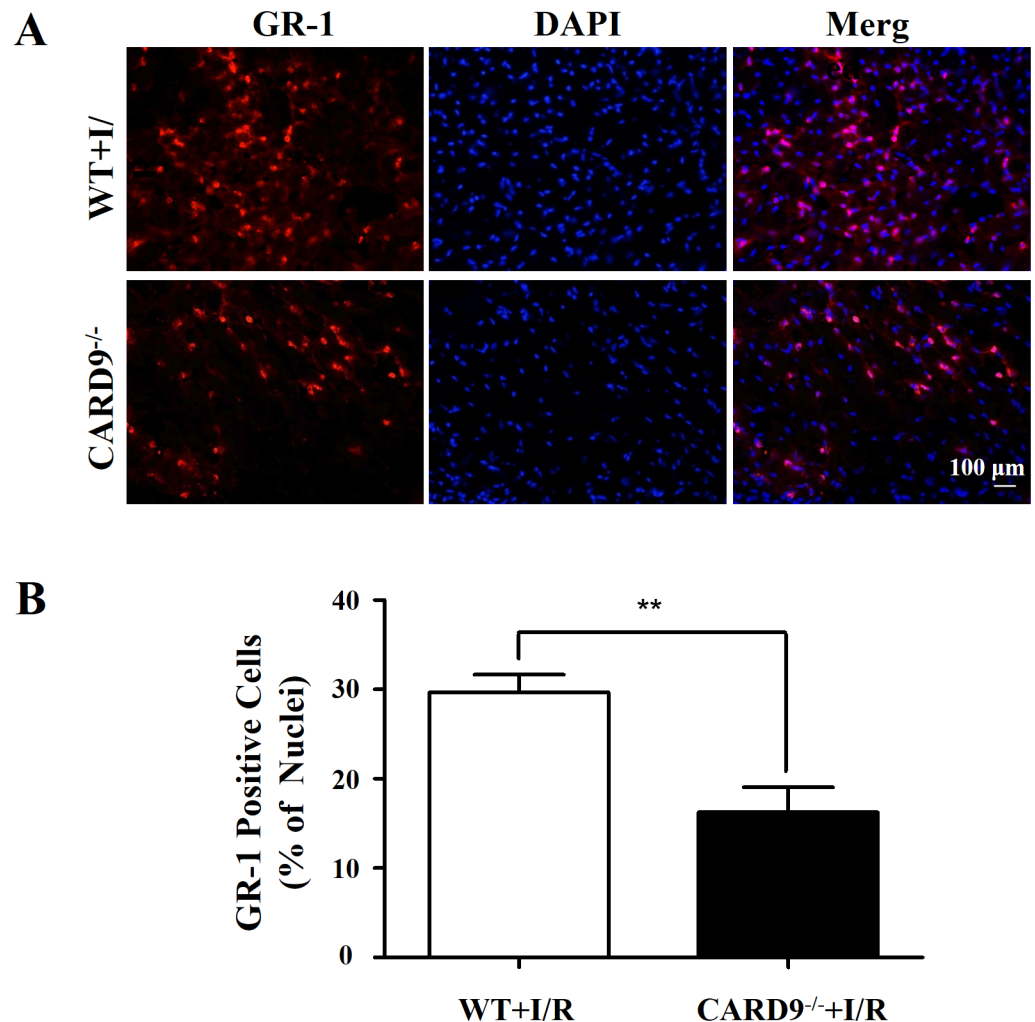 A
GR-1 DAPI Merg
ed
WT+I/
CARD9-/-
100 μm
B
GR-1 Positive Cells
(% of Nuclei)
40
30
20
10
0
**
WT+I/R CARD9-/-+I/R